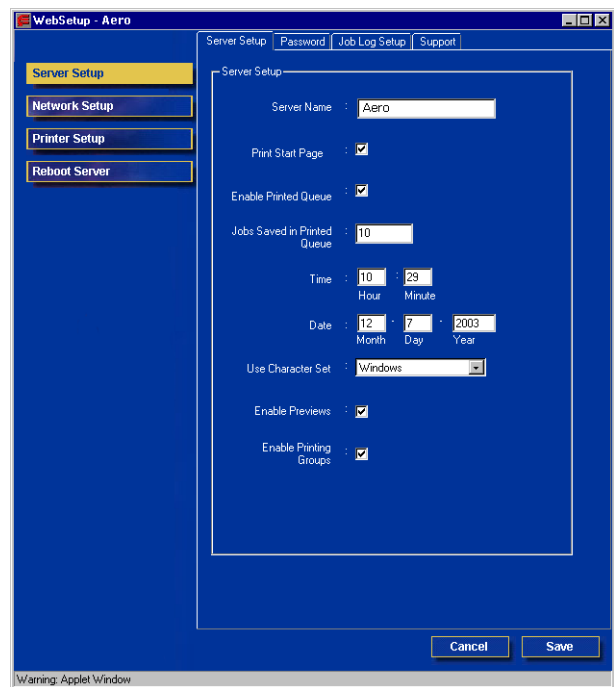 WebSetup - Aero
Server Setup
Password
Job Log Setup
Support
Server Setup
Network Setup
Printer Setup
Reboot Server
Server Setup
Server Name : Aero
Print Start Page :
Enable Printed Queue :
Jobs Saved in Printed : 10
Queue
Time : 10 : 29
Hour Minute
Date : 12 - 7 - 2003
Month Day Year
Use Character Set : Windows
Enable Previews :
Enable Printing :
Groups
Cancel
Save
Warning: Applet Window